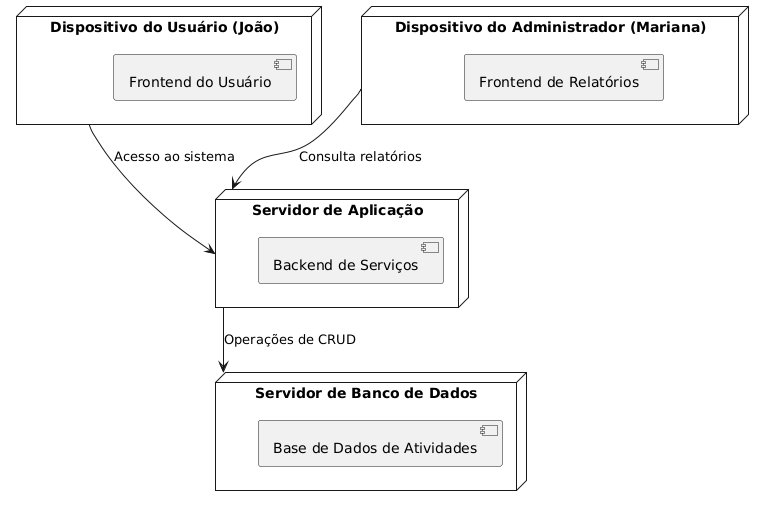 Dispositivo do Usuário (João)
Frontend do Usuário
Dispositivo do Administrador (Mariana)
Frontend de Relatórios
Acesso ao sistema
Consulta relatórios
Servidor de Aplicação
Backend de Serviços
Operações de CRUD
Servidor de Banco de Dados
Base de Dados de Atividades